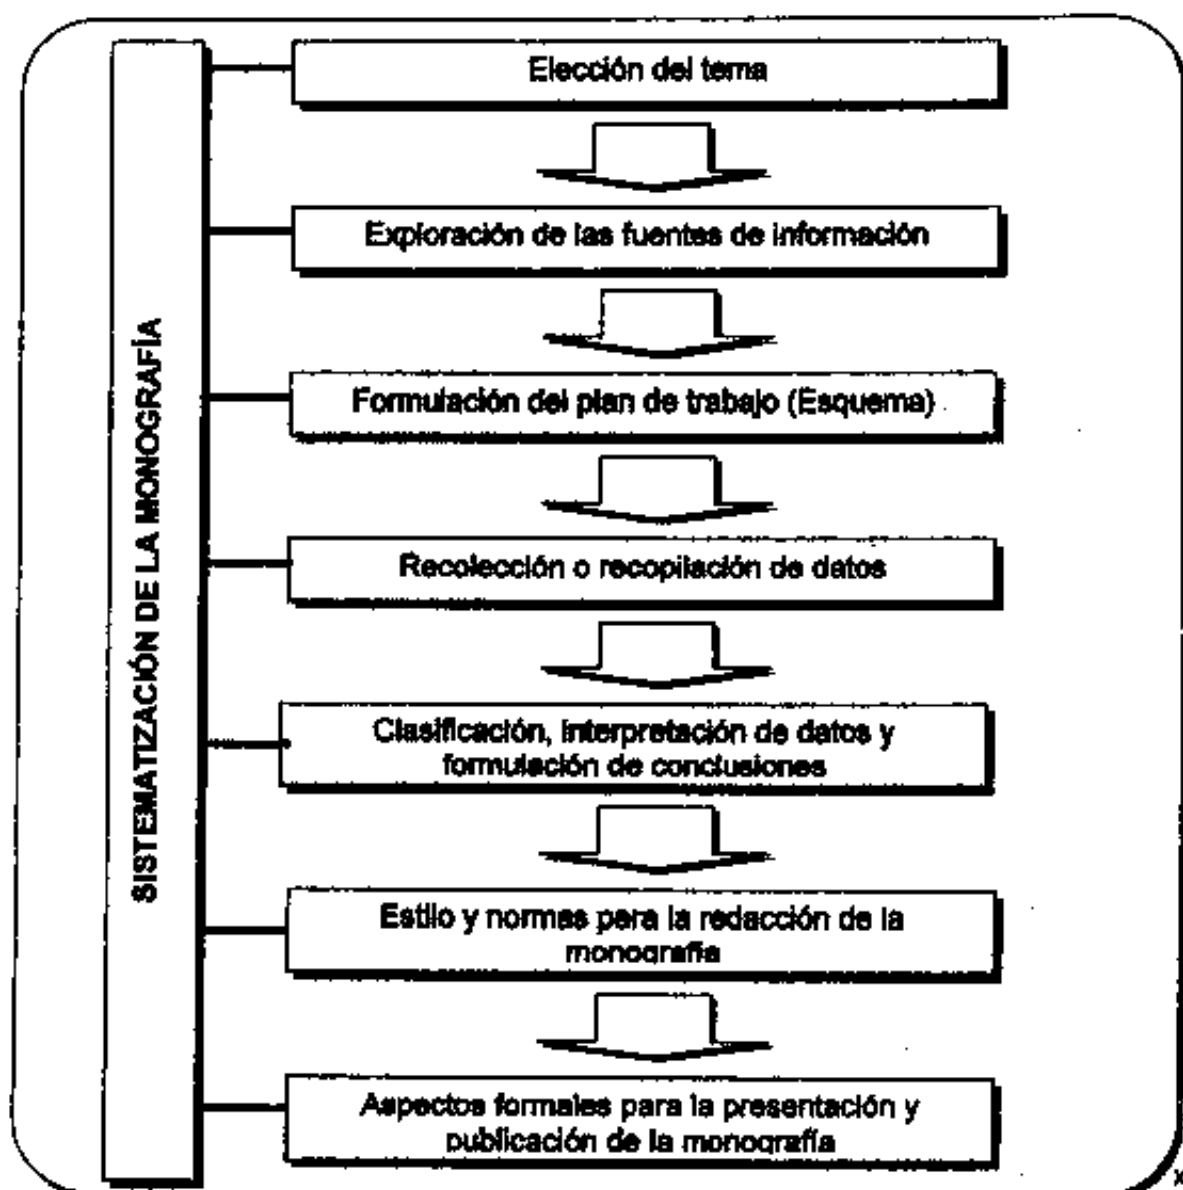 SISTEMATIZACIÓN DE LA MONOGRAFÍA
Elección del tema
Exploración de las fuentes de información
Formulación del plan de trabajo (Esquema)
Recolección o recopilación de datos
Clasificación, interpretación de datos y
formulación de conclusiones
Estilo y normas para la redacción de la
monografía
Aspectos formales para la presentación y
publicación de la monografía
x